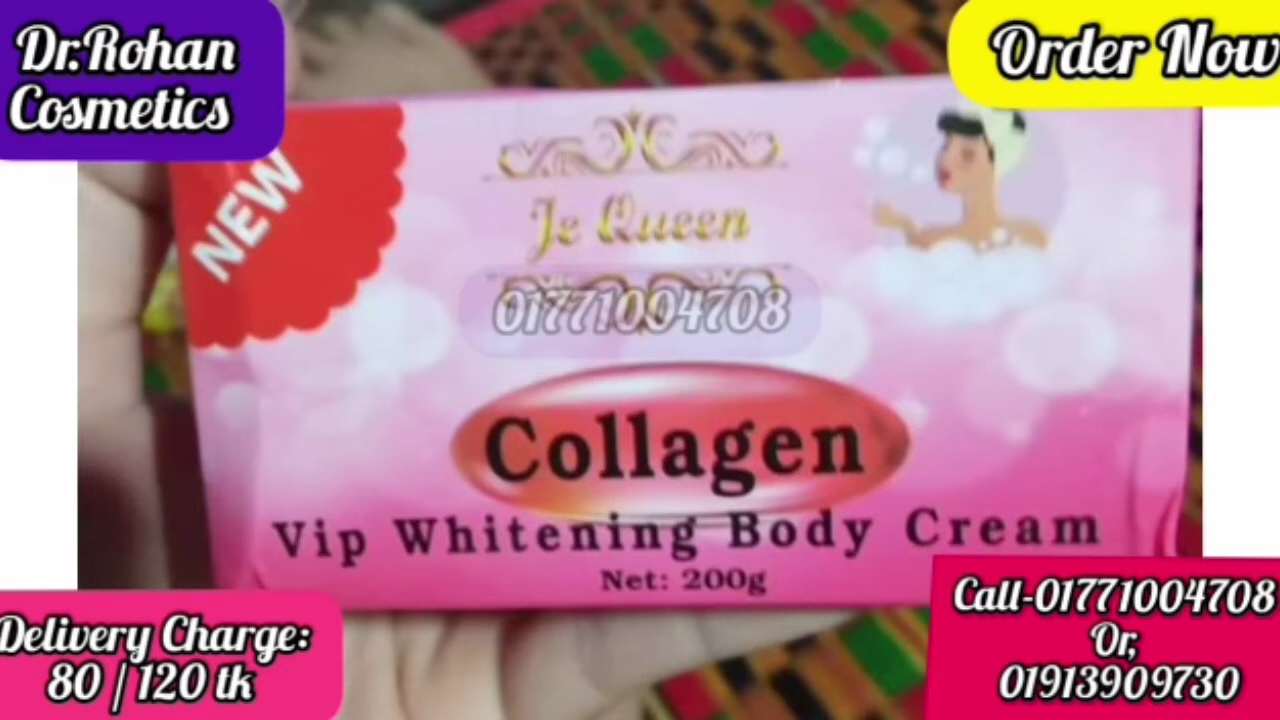 Dr.Rohan
Cosmetics
Order Now
NEW
Je Queen
01771004708
Collagen
Vip Whitening Body Cream
Net: 200g
Delivery Charge:
80 / 120 tk
Call-01771004708
Or,
01913909730